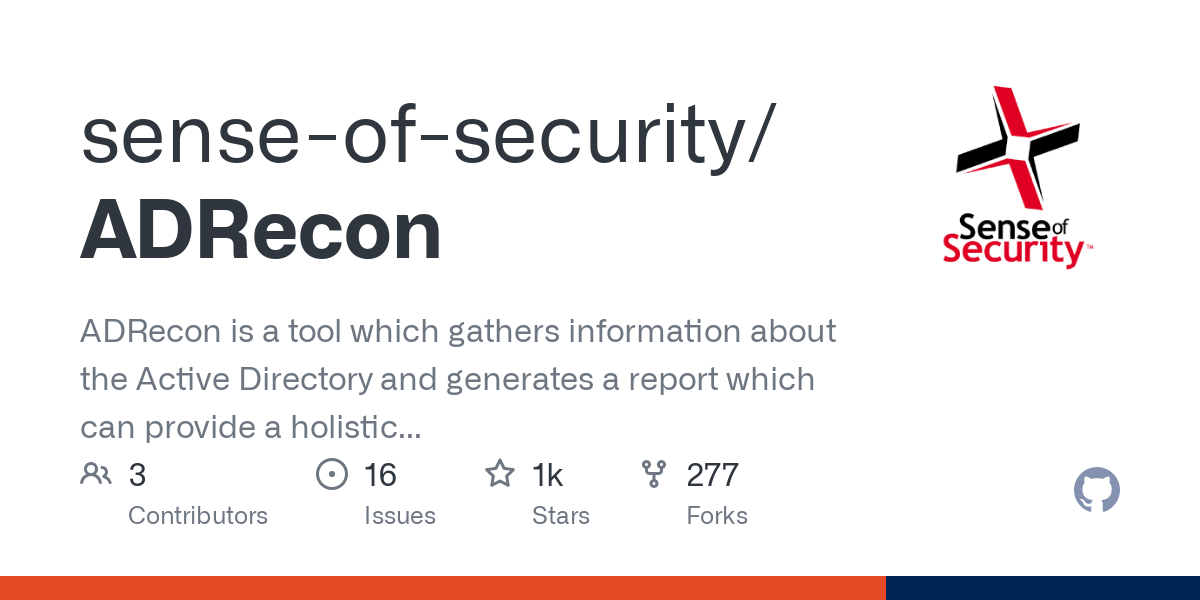 sense-of-security/
ADRecon
Sense of
Security™
ADRecon is a tool which gathers information about
the Active Directory and generates a report which
can provide a holistic...
3
Contributors
16
Issues
1k
Stars
277
Forks